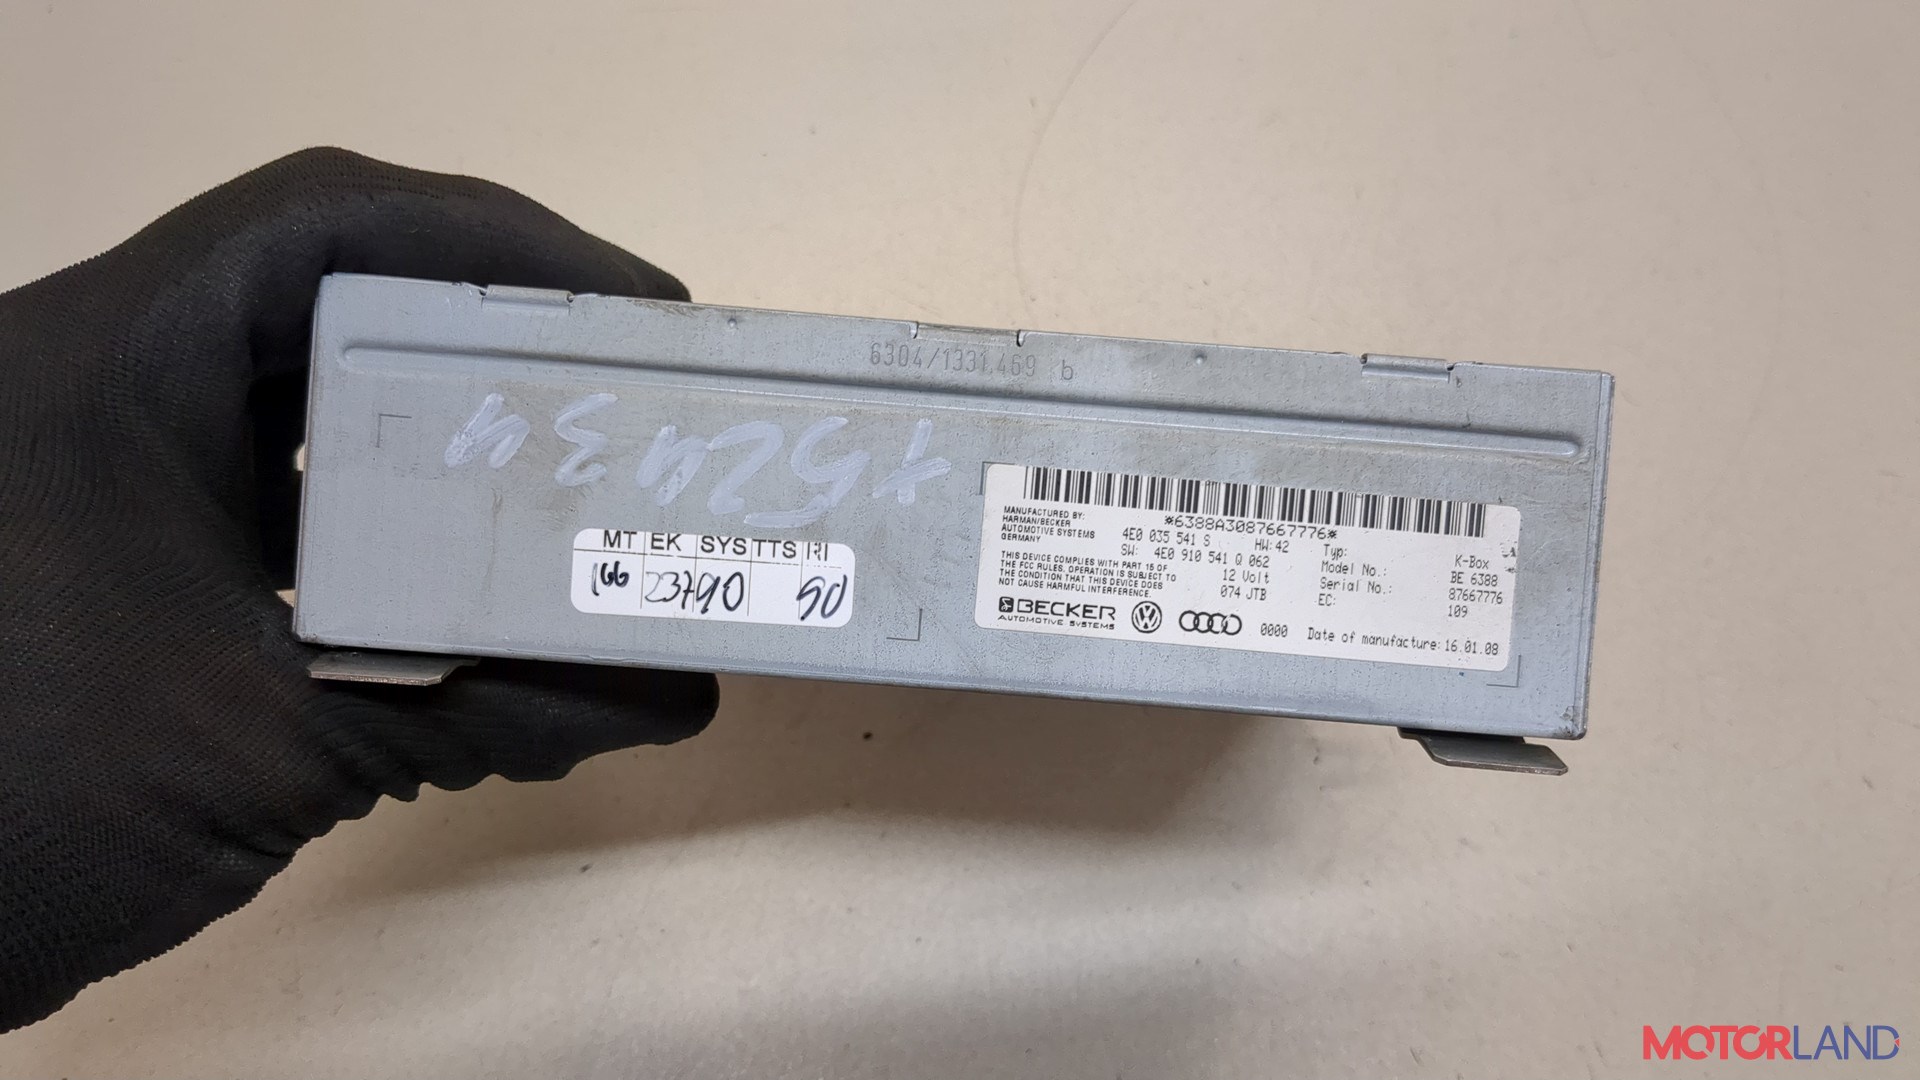 6304/1331.469 b
MT EK SYS TTS RI
166 23790 90
*6388A3087667776*
MANUFACTURED BY:
HARMAN/BECKER
AUTOMOTIVE SYSTEMS
GERMANY
4E0 035 541 S HW:42
SW: 4E0 910 541 Q 062
12 Volt
074 JTB
THIS DEVICE COMPLIES WITH PART 15 OF
THE FCC RULES. OPERATION IS SUBJECT TO
THE CONDITION THAT THIS DEVICE DOES
NOT CAUSE HARMFUL INTERFERENCE.
Typ: K-Box
Model No.: BE 6388
Serial No.: 87667776
EC: 109
BECKER
AUTOMOTIVE SYSTEMS
0000 Date of manufacture: 16.01.08
MOTORLAND